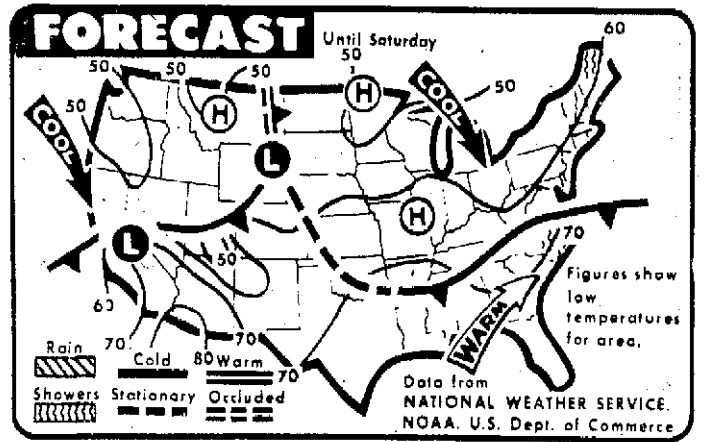 FORECAST
Until Saturday
60
50
50 50 50
50
50
COOL
COOL
H
H
L
H
L
50
70
WARM
Figures show
low
temperatures
for area.
60
70
80
70
70
Rain Cold Warm
Showers Stationary Occluded
Data from
NATIONAL WEATHER SERVICE,
NOAA, U.S. Dept. of Commerce